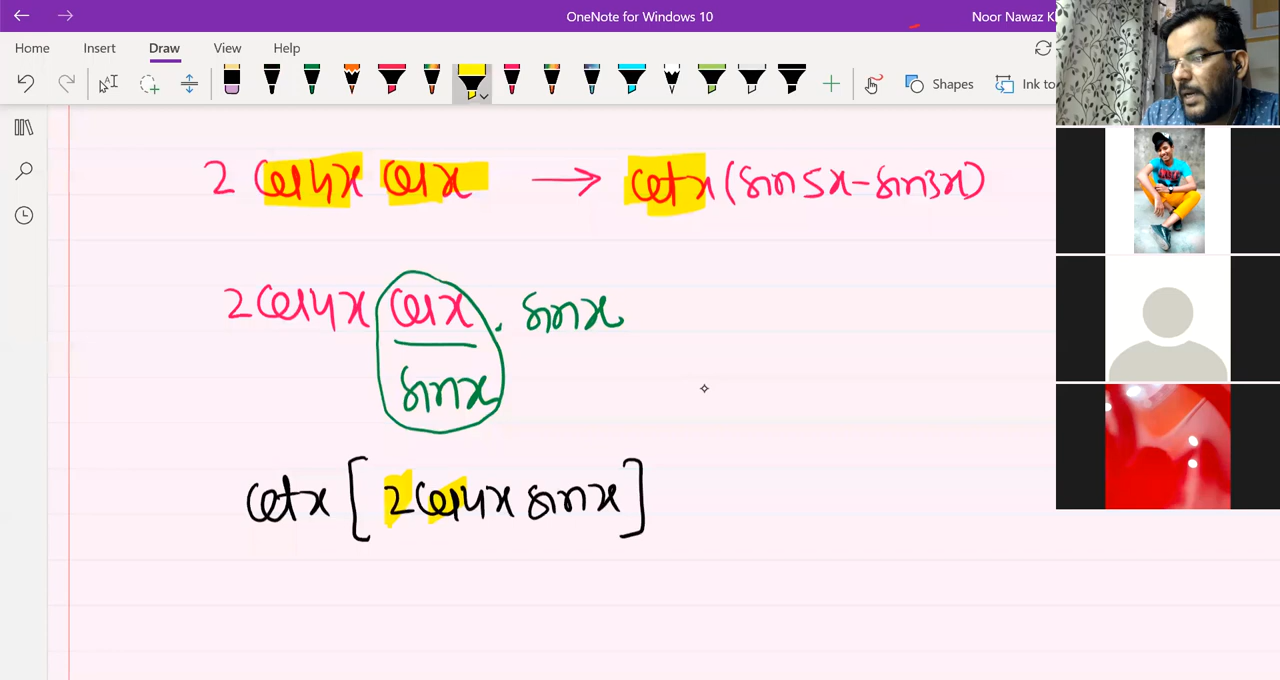 OneNote for Windows 10
Noor Nawaz K
Home Insert Draw View Help
Shapes Ink to
2 cos4x cosx → cotx (sin5x - sin3x)
2cos4x cosx/sinx . sinx
cotx [2cos4x sinx]